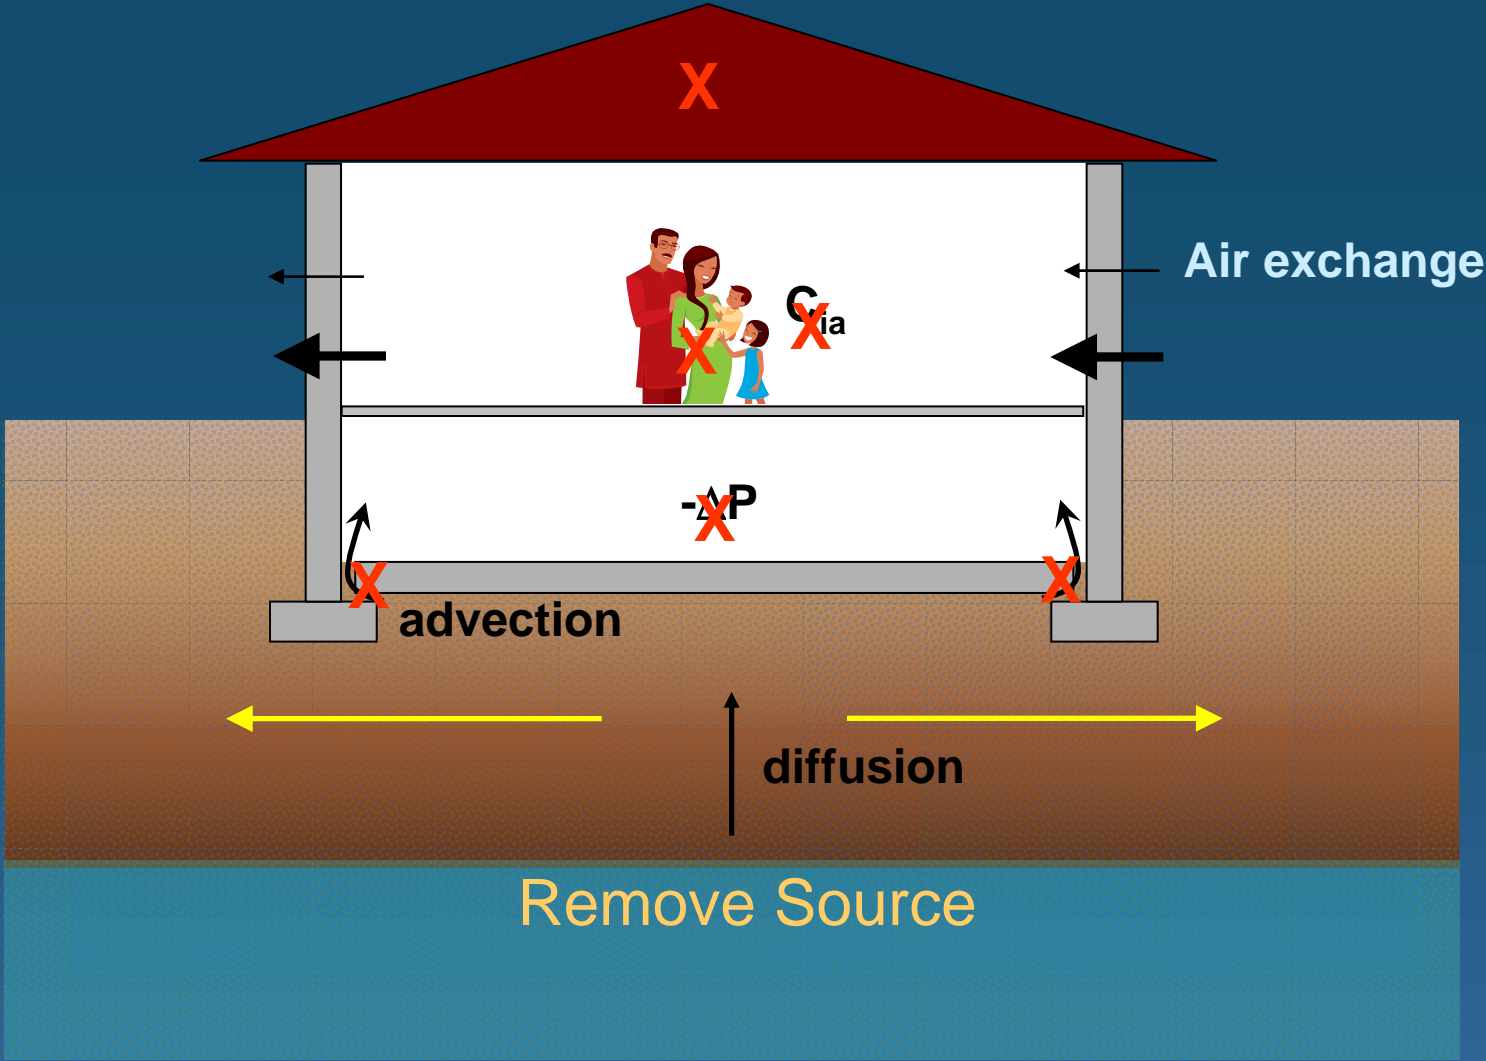 X
Air exchange
C
ia
X
X
-ΔP
X
X
X
advection
diffusion
Remove Source